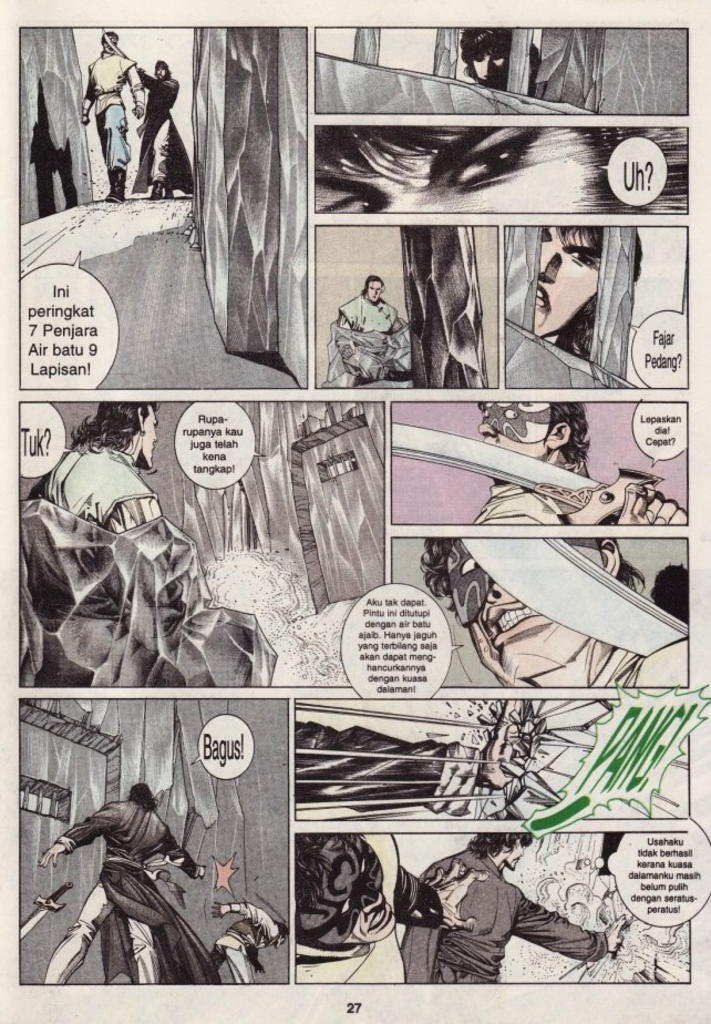 Ini
peringkat
7 Penjara
Air batu 9
Lapisan!
Uh?
Fajar
Pedang?
Tuk?
Rupa-
rupanya kau
juga telah
kena
tangkap!
Lepaskan
dia!
Cepat?
Aku tak dapat.
Pintu ini ditutupi
dengan air batu
ajaib. Hanya jaguh
yang terbilang saja
akan dapat meng-
hancurkannya
dengan kuasa
dalaman!
Bagus!
PANG!
Usahaku
tidak berhasil
kerana kuasa
dalamanku masih
belum pulih
dengan seratus-
peratus!
27